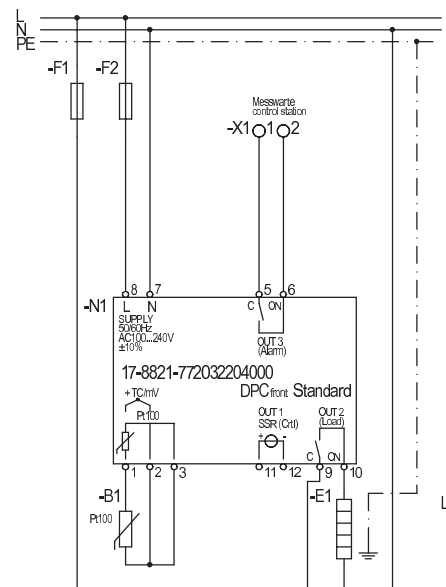 L
N
PE
-F1
-F2
Messwarte
control station
-X1 1 2
8 7 5 6
-N1
L N C ON
SUPPLY
50/60Hz
AC100...240V
±10%
OUT 3
(Alarm)
17-8821-772032204000
DPC front Standard
+ TC/mV
Pt100
OUT 1
SSR (Crtl)
+ -
OUT 2
(Load)
C ON
1 2 3 11 12 9 10
-B1
-E1
Pt100
L